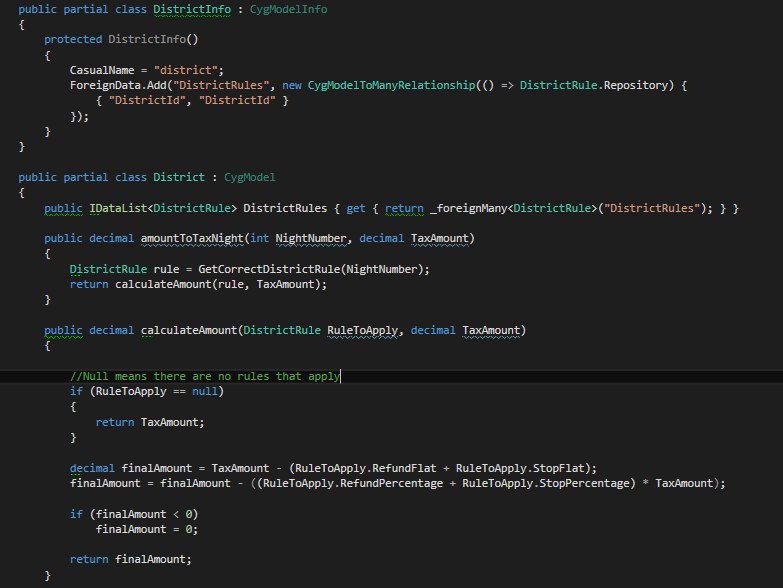 public partial class DistrictInfo : CygModelInfo
{
    protected DistrictInfo()
    {
        CasualName = "district";
        ForeignData.Add("DistrictRules", new CygModelToManyRelationship(() => DistrictRule.Repository) {
            { "DistrictId", "DistrictId" }
        });
    }
}

public partial class District : CygModel
{
    public IDataList<DistrictRule> DistrictRules { get { return _foreignMany<DistrictRule>("DistrictRules"); } }

    public decimal amountToTaxNight(int NightNumber, decimal TaxAmount)
    {
        DistrictRule rule = GetCorrectDistrictRule(NightNumber);
        return calculateAmount(rule, TaxAmount);
    }

    public decimal calculateAmount(DistrictRule RuleToApply, decimal TaxAmount)
    {

        //Null means there are no rules that apply
        if (RuleToApply == null)
        {
            return TaxAmount;
        }

        decimal finalAmount = TaxAmount - (RuleToApply.RefundFlat + RuleToApply.StopFlat);
        finalAmount = finalAmount - ((RuleToApply.RefundPercentage + RuleToApply.StopPercentage) * TaxAmount);

        if (finalAmount < 0)
            finalAmount = 0;

        return finalAmount;
    }